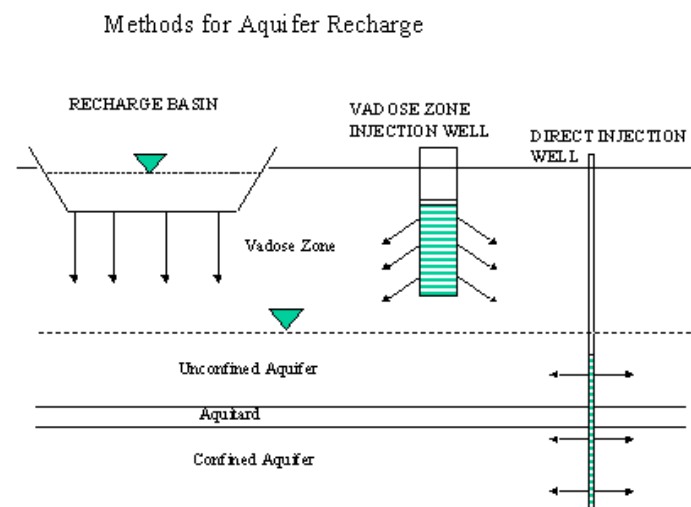 Methods for Aquifer Recharge
RECHARGE BASIN
VADOSE ZONE
INJECTION WELL
DIRECT INJECTION
WELL
Vadose Zone
Unconfined Aquifer
Aquitard
Confined Aquifer